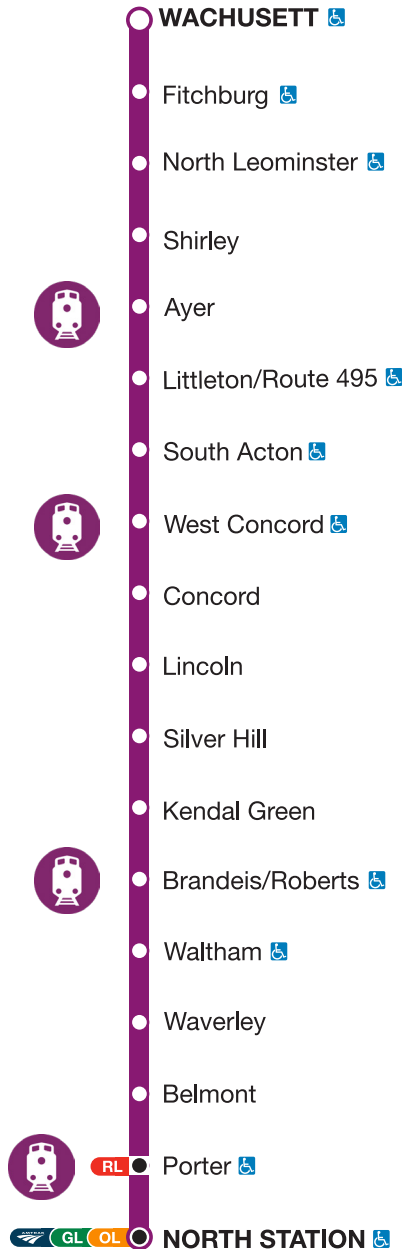 WACHUSETT
Fitchburg
North Leominster
Shirley
Ayer
Littleton/Route 495
South Acton
West Concord
Concord
Lincoln
Silver Hill
Kendal Green
Brandeis/Roberts
Waltham
Waverley
Belmont
RL Porter
AMTRAK GL OL NORTH STATION